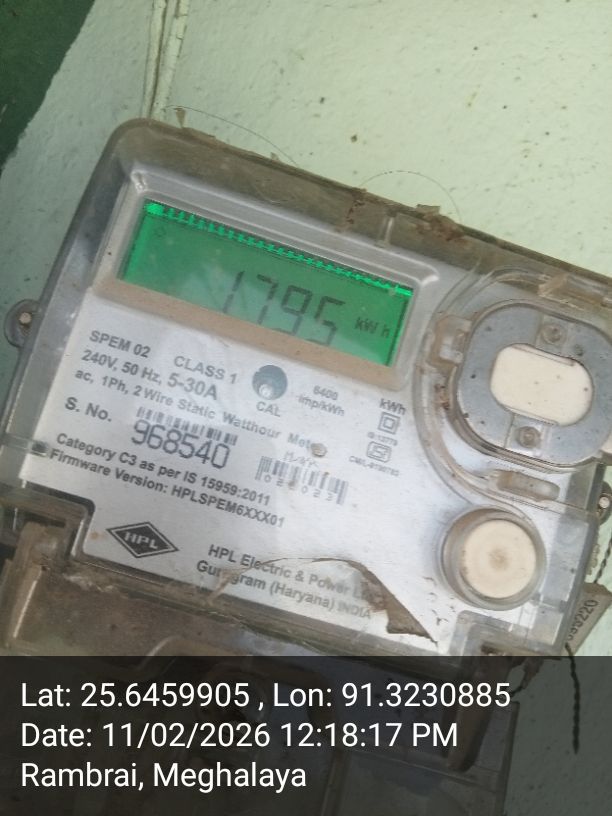 1795 kWh
SPEM 02 CLASS 1
240V, 50 Hz, 5-30A
6400 imp/kWh
CAL
kWh
ac, 1Ph, 2 Wire Static Watthour
IS 13779
S. No.
968540
Category C3 as per IS 15959:2011
Firmware Version: HPLSPEM6XXX01
HPL
HPL Electric & Power
Gurugram (Haryana) INDIA
Lat: 25.6459905 , Lon: 91.3230885
Date: 11/02/2026 12:18:17 PM
Rambrai, Meghalaya